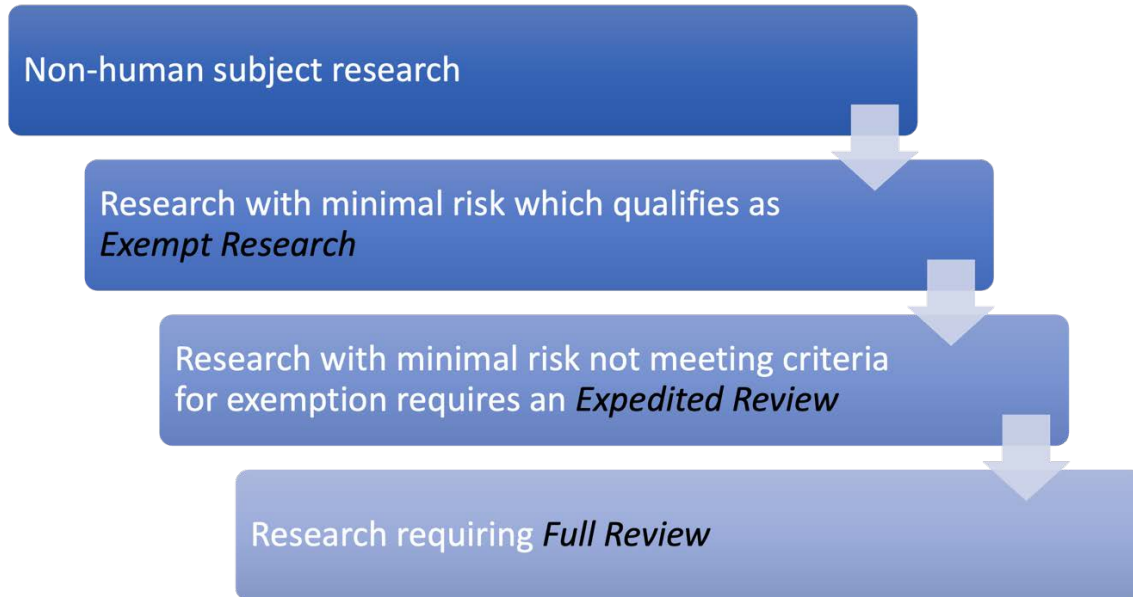 Non-human subject research
Research with minimal risk which qualifies as
Exempt Research
Research with minimal risk not meeting criteria
for exemption requires an Expedited Review
Research requiring Full Review